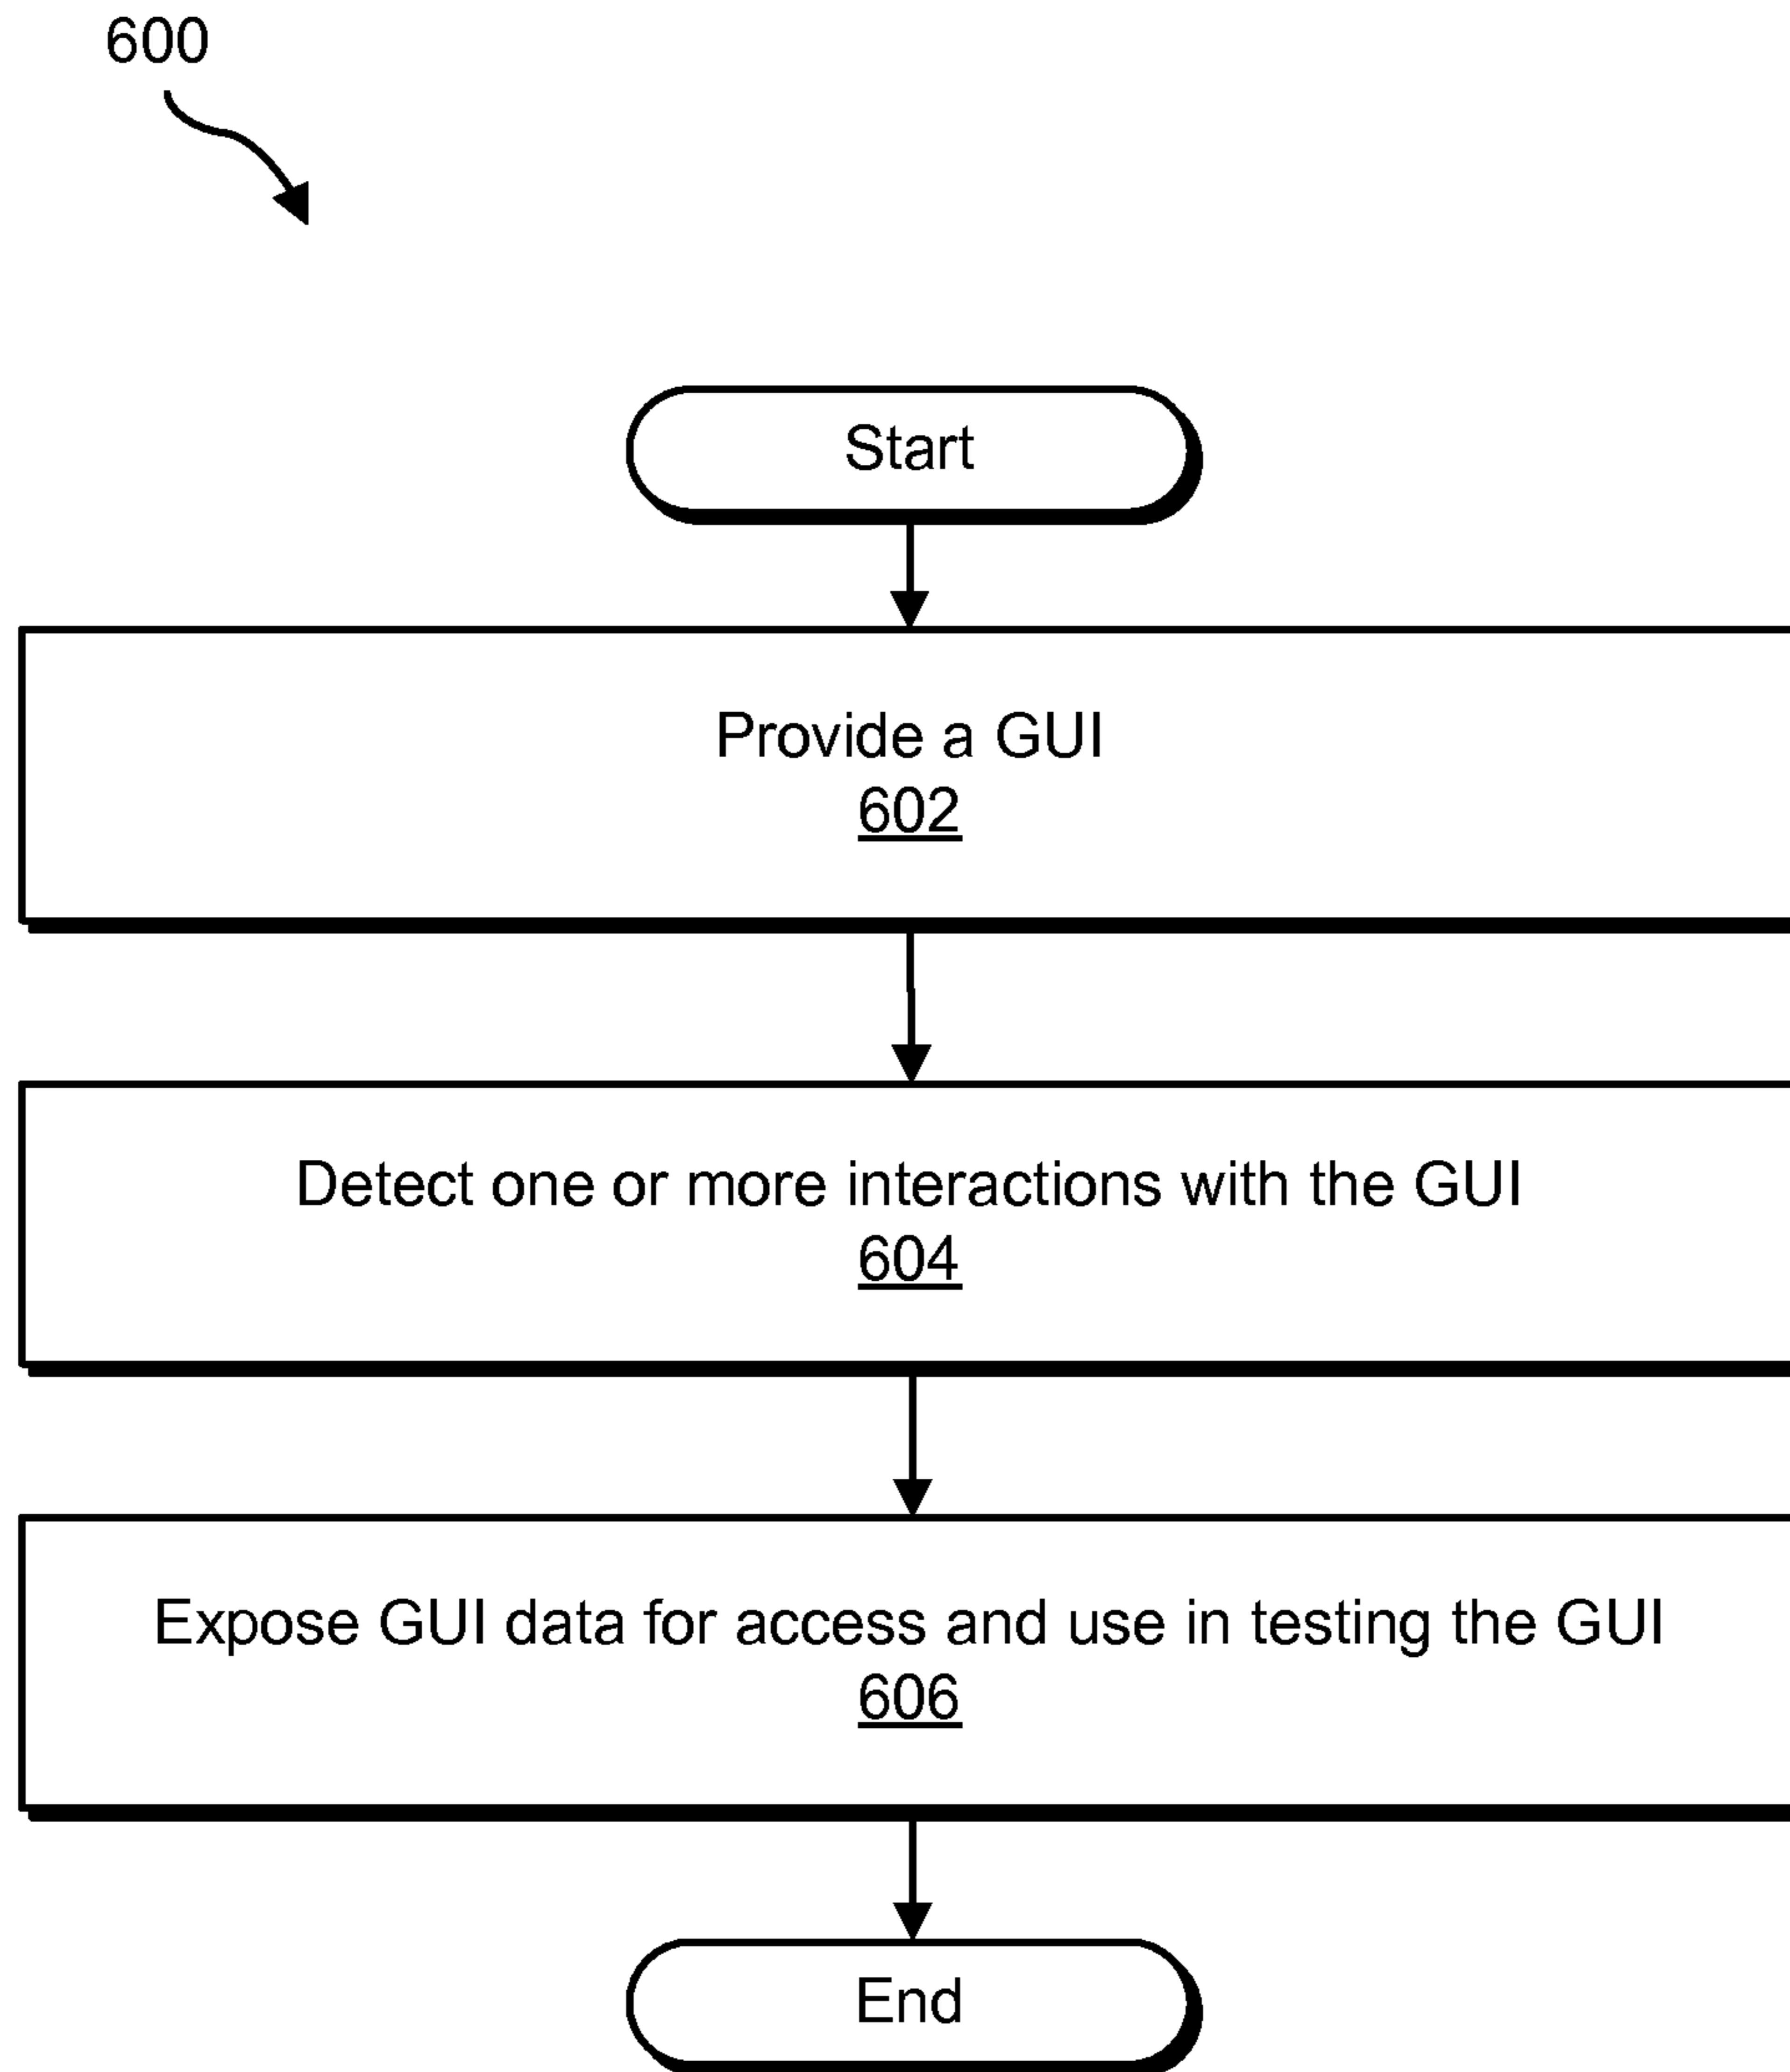 600
Start
Provide a GUI
602
Detect one or more interactions with the GUI
604
Expose GUI data for access and use in testing the GUI
606
End